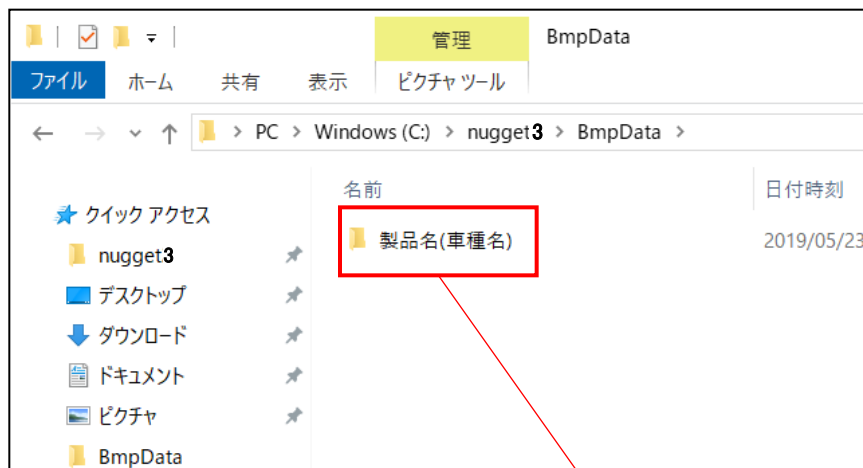 管理 BmpData
ファイル ホーム 共有 表示 ピクチャ ツール
PC > Windows (C:) > nugget3 > BmpData >
名前 日付時刻
クイック アクセス
製品名(車種名) 2019/05/23
nugget3
デスクトップ
ダウンロード
ドキュメント
ピクチャ
BmpData